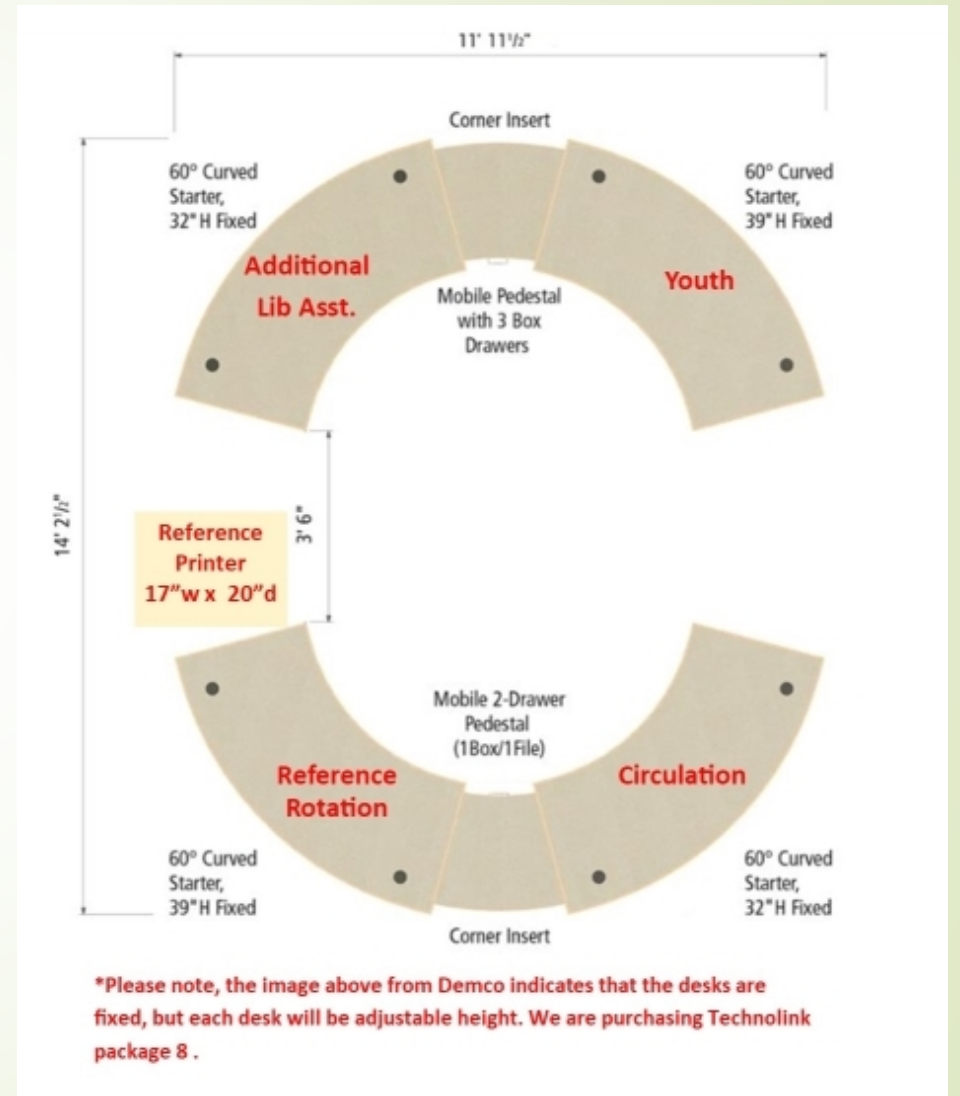 11' 11 1/2"
Corner Insert
60° Curved
Starter,
32"H Fixed
60° Curved
Starter,
39"H Fixed
Additional
Lib Asst.
Youth
Mobile Pedestal
with 3 Box
Drawers
14' 2 1/2"
3' 6"
Reference
Printer
17”w x 20”d
Mobile 2-Drawer
Pedestal
(1Box/1File)
Reference
Rotation
Circulation
60° Curved
Starter,
39"H Fixed
60° Curved
Starter,
32"H Fixed
Corner Insert
*Please note, the image above from Demco indicates that the desks are
fixed, but each desk will be adjustable height. We are purchasing Technolink
package 8 .